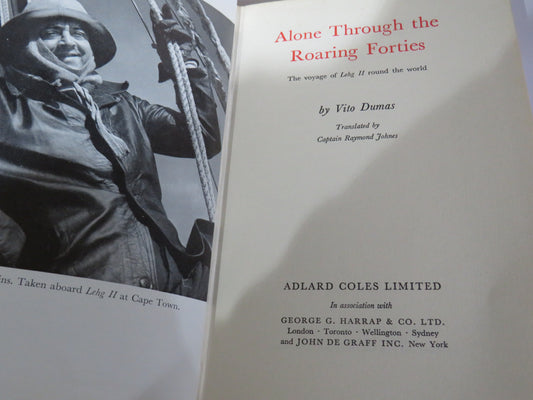 ns. Taken aboard Lehg II at Cape Town.
Alone Through the
Roaring Forties
The voyage of Lehg II round the world
by Vito Dumas
Translated by
Captain Raymond Johnes
ADLARD COLES LIMITED
In association with
GEORGE G. HARRAP & CO. LTD.
London · Toronto · Wellington · Sydney
and JOHN DE GRAFF INC. New York